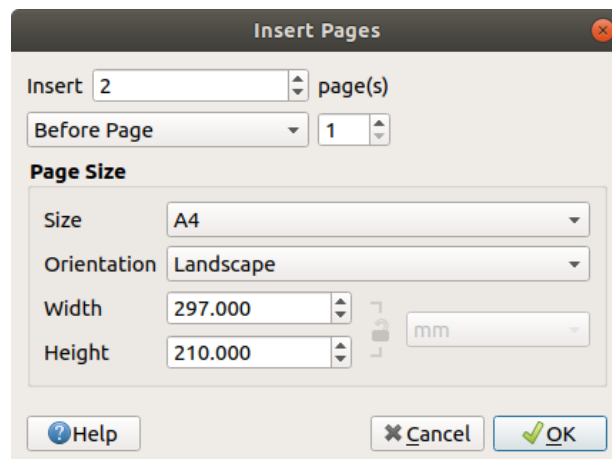 Insert Pages
Insert 2 page(s)
Before Page 1
Page Size
Size A4
Orientation Landscape
Width 297.000
mm
Height 210.000
Help Cancel OK